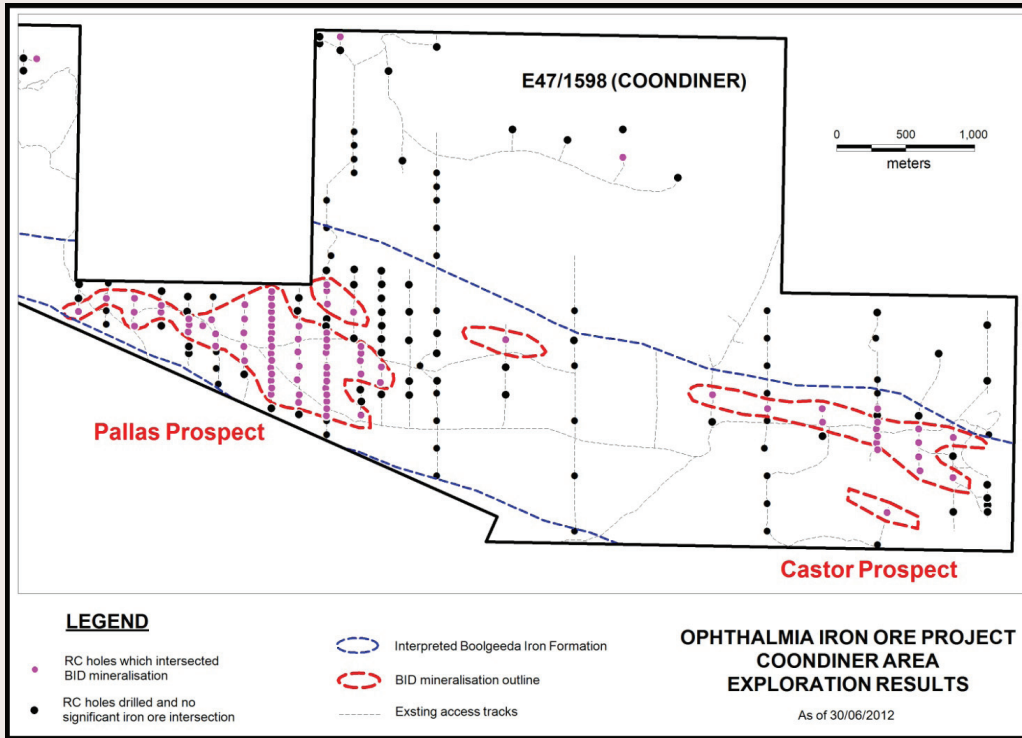 E47/1598 (COONDINER)
0 500 1,000
meters
Pallas Prospect
Castor Prospect
LEGEND
RC holes which intersected
BID mineralisation
RC holes drilled and no
significant iron ore intersection
Interpreted Boolgeeda Iron Formation
BID mineralisation outline
Exsting access tracks
OPHTHALMIA IRON ORE PROJECT
COONDINER AREA
EXPLORATION RESULTS
As of 30/06/2012